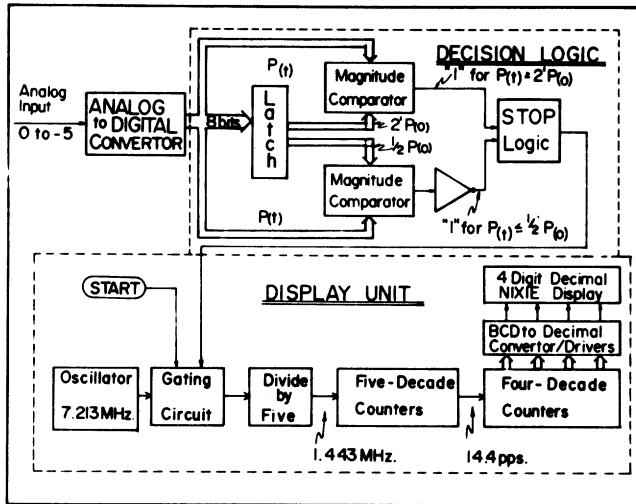 DECISION LOGIC
P(t)
Magnitude
Comparator
"1" for P(t) ≥ 2'P(o)
Analog
Input
0 to -5
ANALOG
to DIGITAL
CONVERTOR
8 bits
Latch
2' P(o)
½ P(o)
STOP
Logic
Magnitude
Comparator
P(t)
"1" for P(t) ≤ ½ P(o)
START
DISPLAY UNIT
4 Digit Decimal
NIXIE Display
BCD to Decimal
Convertor/Drivers
Oscillator
7.213 MHz.
Gating
Circuit
Divide
by
Five
Five-Decade
Counters
Four-Decade
Counters
1.443 MHz.
14.4 pps.